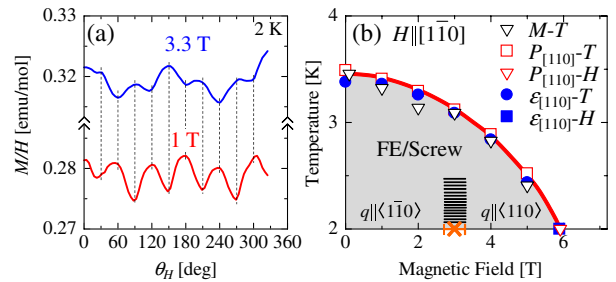 (a)
2 K
3.3 T
1 T
M/H [emu/mol]
0.32
0.28
0.27
0 60 120 180 240 300 360
θH [deg]
(b)
H||[11̅0]
M-T
P[110]-T
P[110]-H
ε[110]-T
ε[110]-H
FE/Screw
q||⟨11̅0⟩
q||⟨110⟩
Temperature [K]
4
3
2
0 2 4 6
Magnetic Field [T]